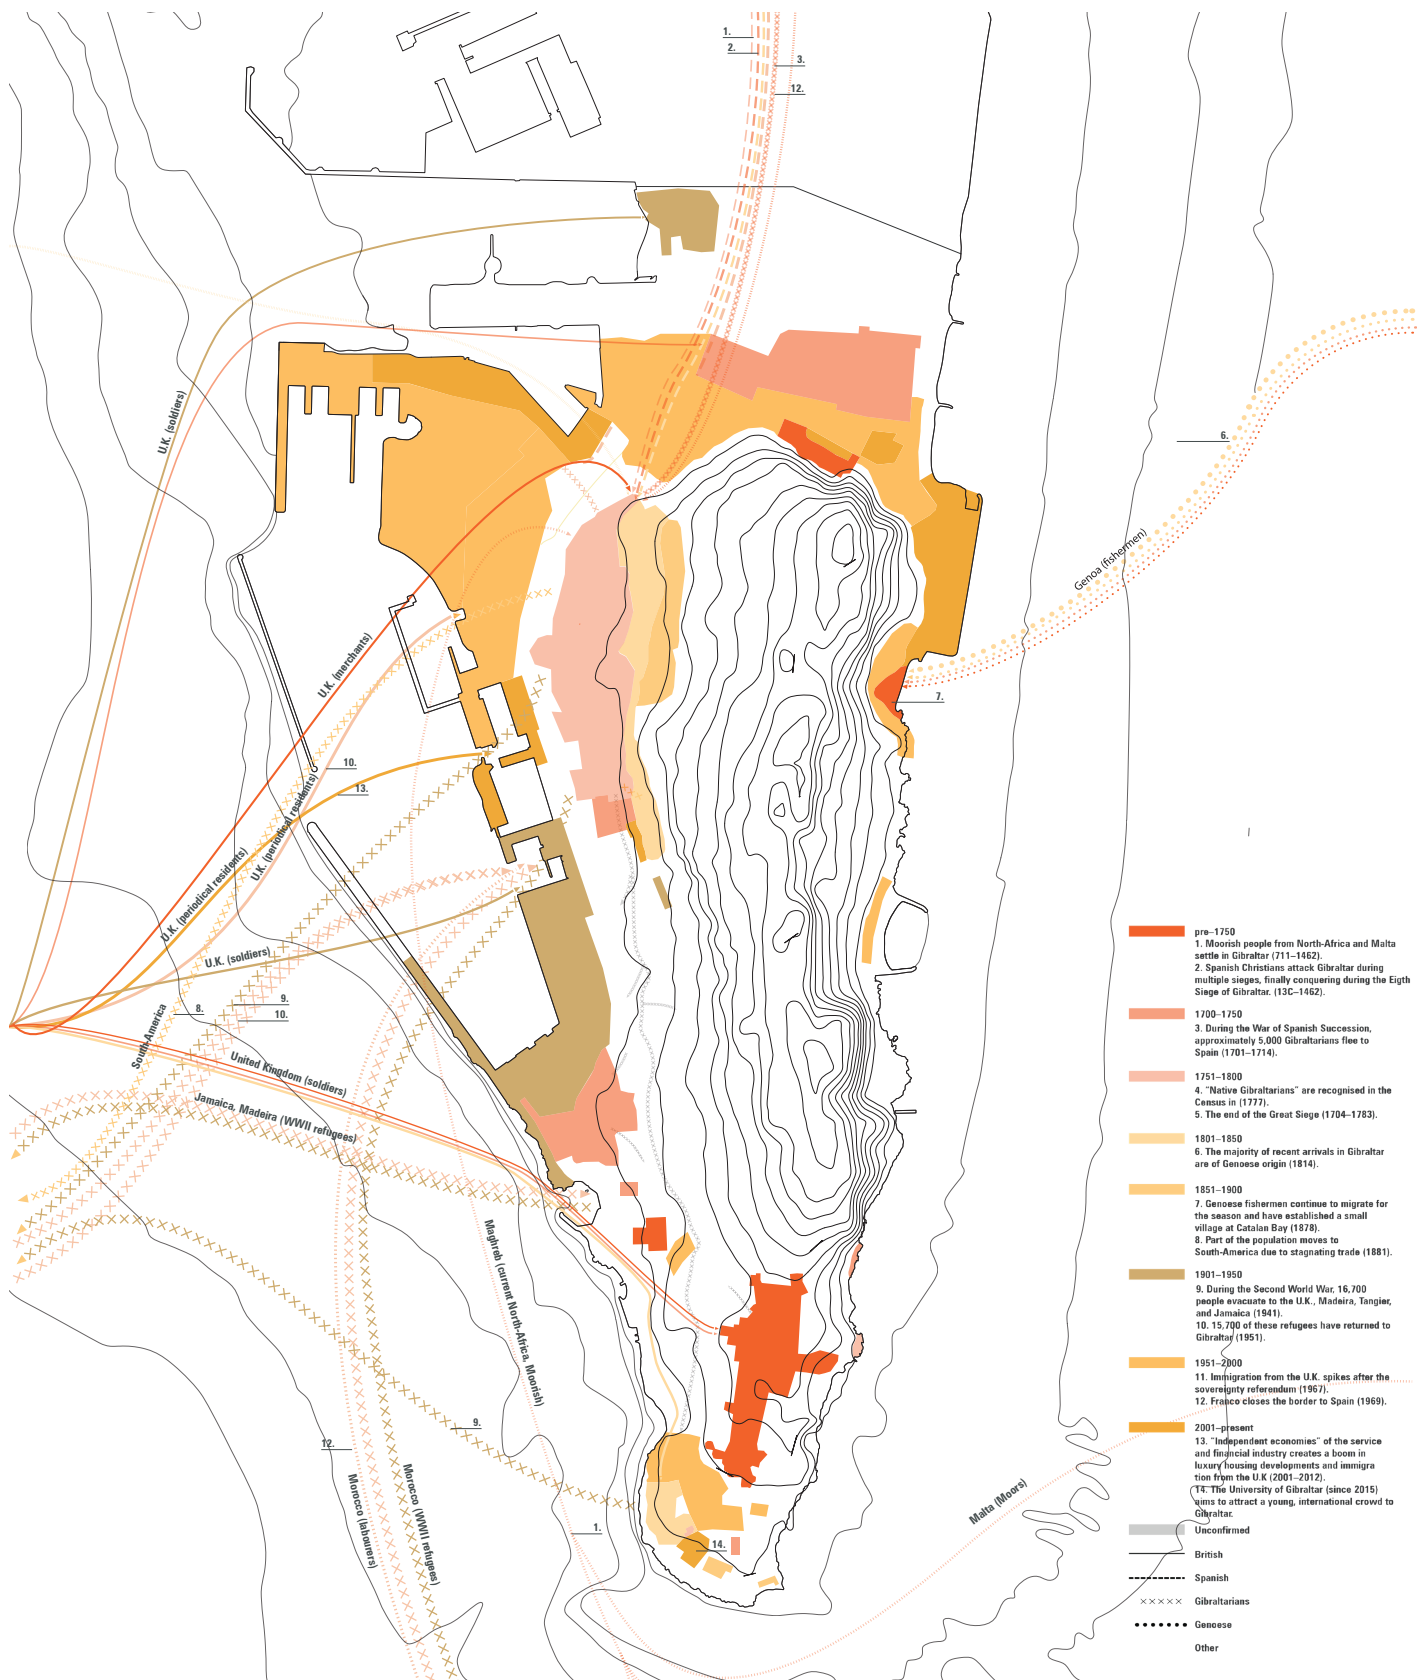 1.
2.
3.
12.
U.K. (soldiers)
6.
Genoa (fishermen)
U.K. (merchants)
7.
10.
13.
U.K. (periodical residents)
U.K. (periodical residents)
U.K. (soldiers)
9.
8.
10.
South-America
United Kingdom (soldiers)
Jamaica, Madeira (WWII refugees)
Maghreb (current North-Africa, Moorish)
9.
12.
Morocco (labourers)
Morocco (WWII refugees)
1.
14.
Malta (Moors)
pre–1750
1. Moorish people from North-Africa and Malta
settle in Gibraltar (711–1462).
2. Spanish Christians attack Gibraltar during
multiple sieges, finally conquering during the Eigth
Siege of Gibraltar. (13C–1462).
1700–1750
3. During the War of Spanish Succession,
approximately 5,000 Gibraltarians flee to
Spain (1701–1714).
1751–1800
4. "Native Gibraltarians" are recognised in the
Census in (1777).
5. The end of the Great Siege (1704–1783).
1801–1850
6. The majority of recent arrivals in Gibraltar
are of Genoese origin (1814).
1851–1900
7. Genoese fishermen continue to migrate for
the season and have established a small
village at Catalan Bay (1878).
8. Part of the population moves to
South-America due to stagnating trade (1881).
1901–1950
9. During the Second World War, 16,700
people evacuate to the U.K., Madeira, Tangier,
and Jamaica (1941).
10. 15,700 of these refugees have returned to
Gibraltar (1951).
1951–2000
11. Immigration from the U.K. spikes after the
sovereignty referendum (1967).
12. Franco closes the border to Spain (1969).
2001–present
13. "Independent economies" of the service
and financial industry creates a boom in
luxury housing developments and immigra
tion from the U.K (2001–2012).
14. The University of Gibraltar (since 2015)
aims to attract a young, international crowd to
Gibraltar.
Unconfirmed
British
Spanish
Gibraltarians
Genoese
Other